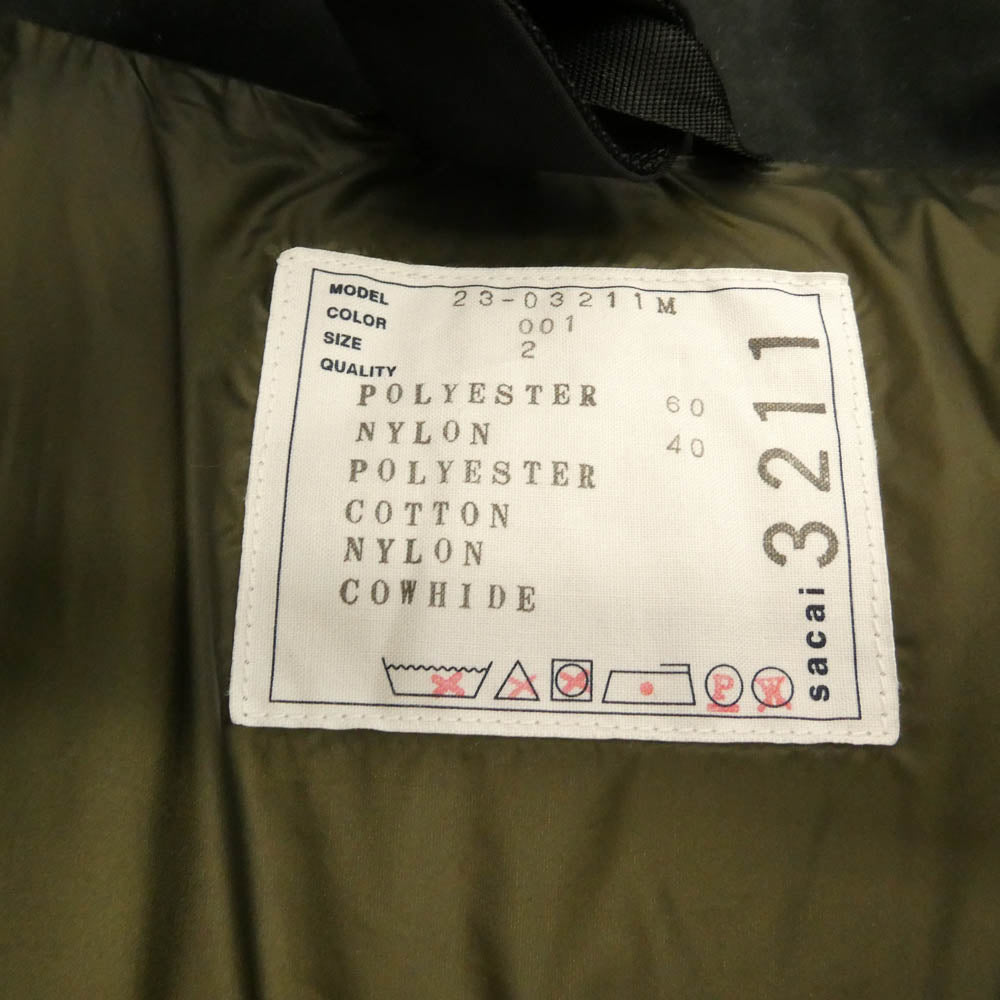 MODEL 23-03211M
COLOR 001
SIZE 2
QUALITY
POLYESTER 60
NYLON 40
POLYESTER
COTTON
NYLON
COWHIDE
P W
sacai 3211